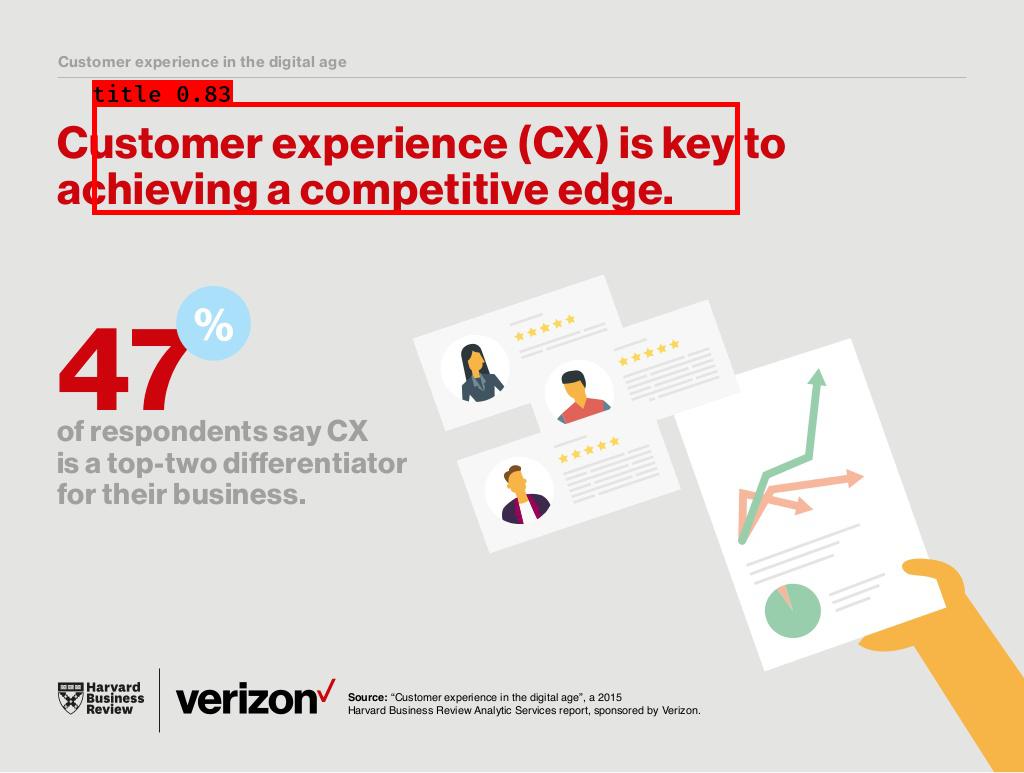 Customer experience in the digital age
title 0.83
Customer experience (CX) is key to
achieving a competitive edge.
47%
of respondents say CX
is a top-two differentiator
for their business.
Harvard
Business
Review
verizon✓
Source: “Customer experience in the digital age”, a 2015
Harvard Business Review Analytic Services report, sponsored by Verizon.